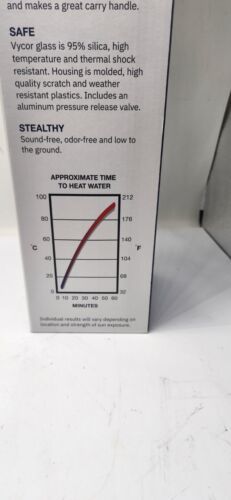 and makes a great carry handle.
SAFE
Vycor glass is 95% silica, high
temperature and thermal shock
resistant. Housing is molded, high
quality scratch and weather
resistant plastics. Includes an
aluminum pressure release valve.
STEALTHY
Sound-free, odor-free and low to
the ground.
APPROXIMATE TIME
TO HEAT WATER
100 212
80 176
60 140
°C °F
40 104
20 68
0 32
0 10 20 30 40 50 60
MINUTES
Individual results will vary depending on
location and strength of sun exposure.